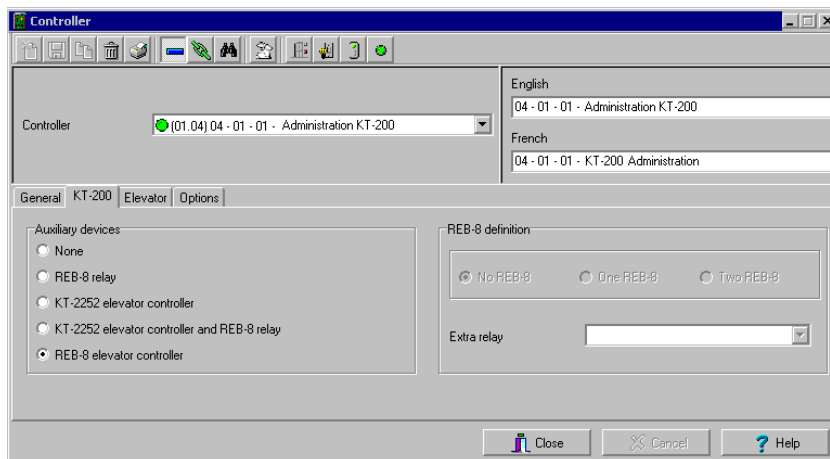 Controller
English
04 - 01 - 01 - Administration KT-200
Controller
(01.04) 04 - 01 - 01 - Administration KT-200
French
04 - 01 - 01 - KT-200 Administration
General KT-200 Elevator Options
Auxiliary devices
None
REB-8 relay
KT-2252 elevator controller
KT-2252 elevator controller and REB-8 relay
REB-8 elevator controller
REB-8 definition
No REB-8 One REB-8 Two REB-8
Extra relay
Close Cancel Help